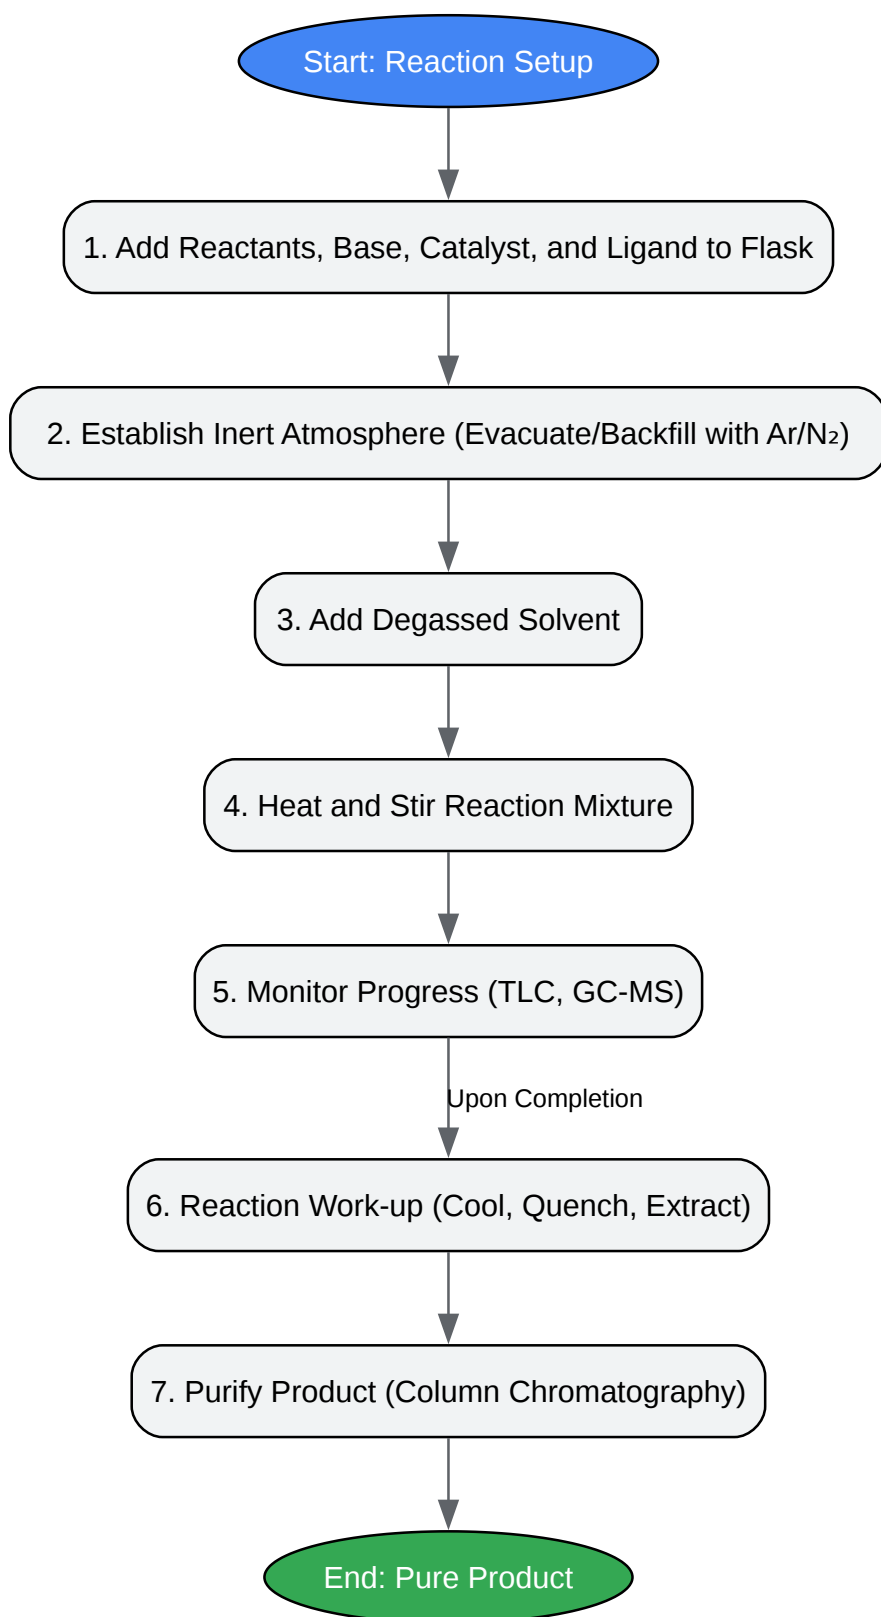 Start: Reaction Setup
1. Add Reactants, Base, Catalyst, and Ligand to Flask
2. Establish Inert Atmosphere (Evacuate/Backfill with Ar/N₂)
3. Add Degassed Solvent
4. Heat and Stir Reaction Mixture
5. Monitor Progress (TLC, GC-MS)
Upon Completion
6. Reaction Work-up (Cool, Quench, Extract)
7. Purify Product (Column Chromatography)
End: Pure Product